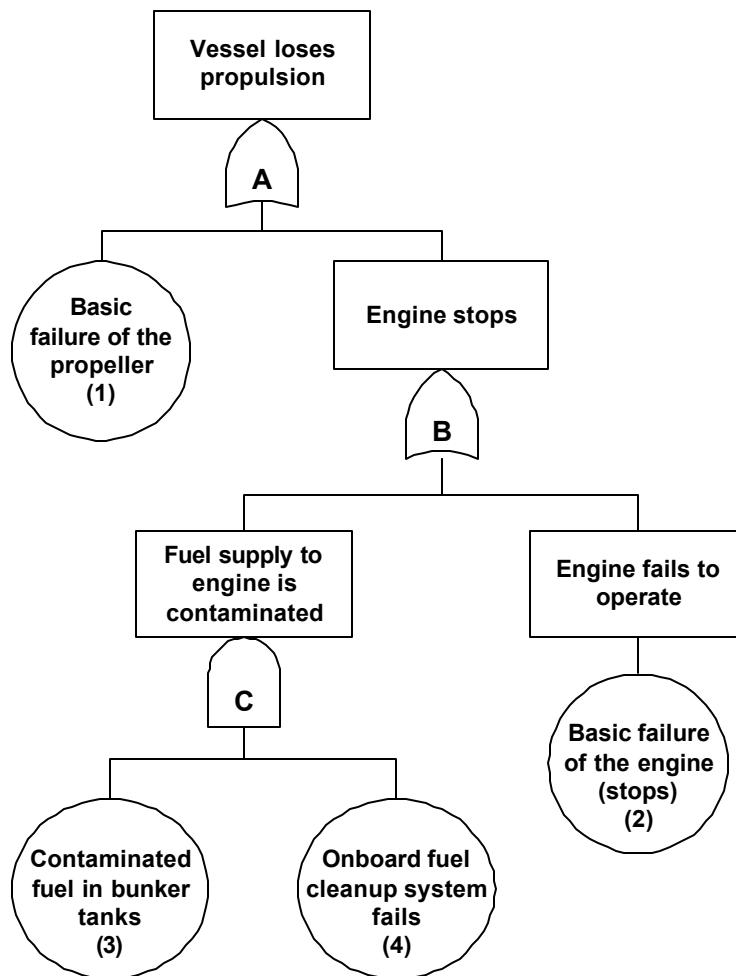 Vessel loses
propulsion
A
Basic
failure of the
propeller
(1)
Engine stops
B
Fuel supply to
engine is
contaminated
Engine fails to
operate
C
Basic failure
of the engine
(stops)
(2)
Contaminated
fuel in bunker
tanks
(3)
Onboard fuel
cleanup system
fails
(4)